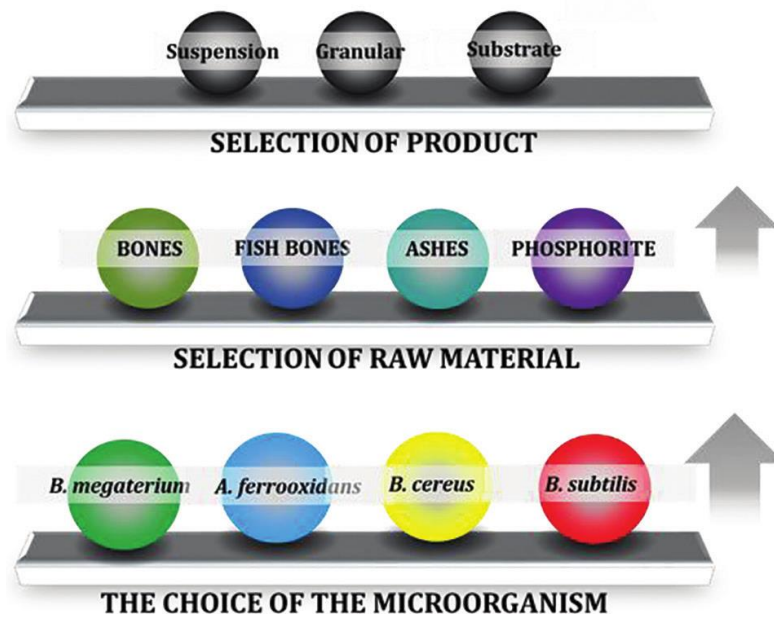 Suspension Granular Substrate
SELECTION OF PRODUCT
BONES FISH BONES ASHES PHOSPHORITE
SELECTION OF RAW MATERIAL
B. megaterium A. ferrooxidans B. cereus B. subtilis
THE CHOICE OF THE MICROORGANISM